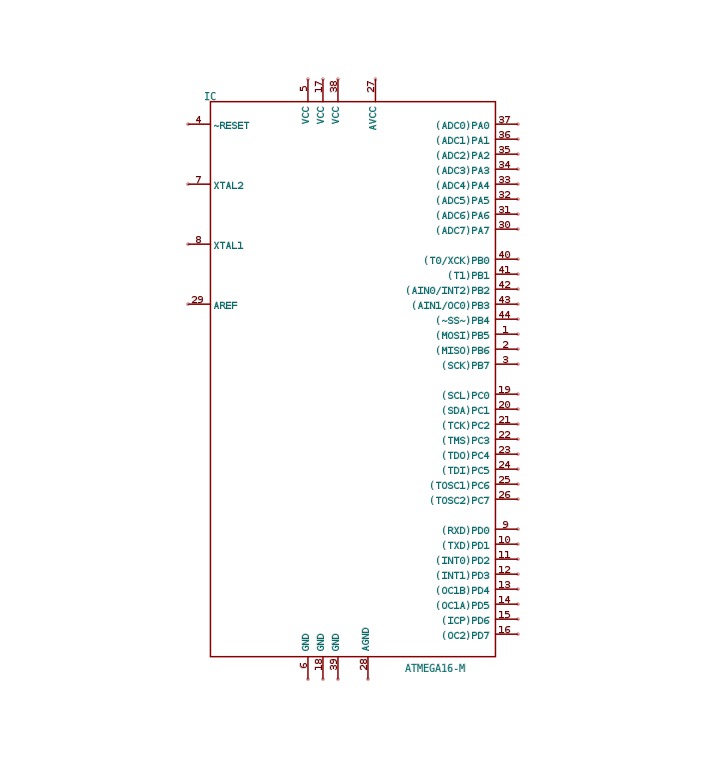 5 17 38 27
IC
VCC VCC VCC AVCC
4 ~RESET
7 XTAL2
8 XTAL1
29 AREF
(ADC0)PA0 37
(ADC1)PA1 36
(ADC2)PA2 35
(ADC3)PA3 34
(ADC4)PA4 33
(ADC5)PA5 32
(ADC6)PA6 31
(ADC7)PA7 30
(T0/XCK)PB0 40
(T1)PB1 41
(AIN0/INT2)PB2 42
(AIN1/OC0)PB3 43
(~SS~)PB4 44
(MOSI)PB5 1
(MISO)PB6 2
(SCK)PB7 3
(SCL)PC0 19
(SDA)PC1 20
(TCK)PC2 21
(TMS)PC3 22
(TDO)PC4 23
(TDI)PC5 24
(TOSC1)PC6 25
(TOSC2)PC7 26
(RXD)PD0 9
(TXD)PD1 10
(INT0)PD2 11
(INT1)PD3 12
(OC1B)PD4 13
(OC1A)PD5 14
(ICP)PD6 15
(OC2)PD7 16
GND GND GND AGND
6 18 39 28
ATMEGA16-M